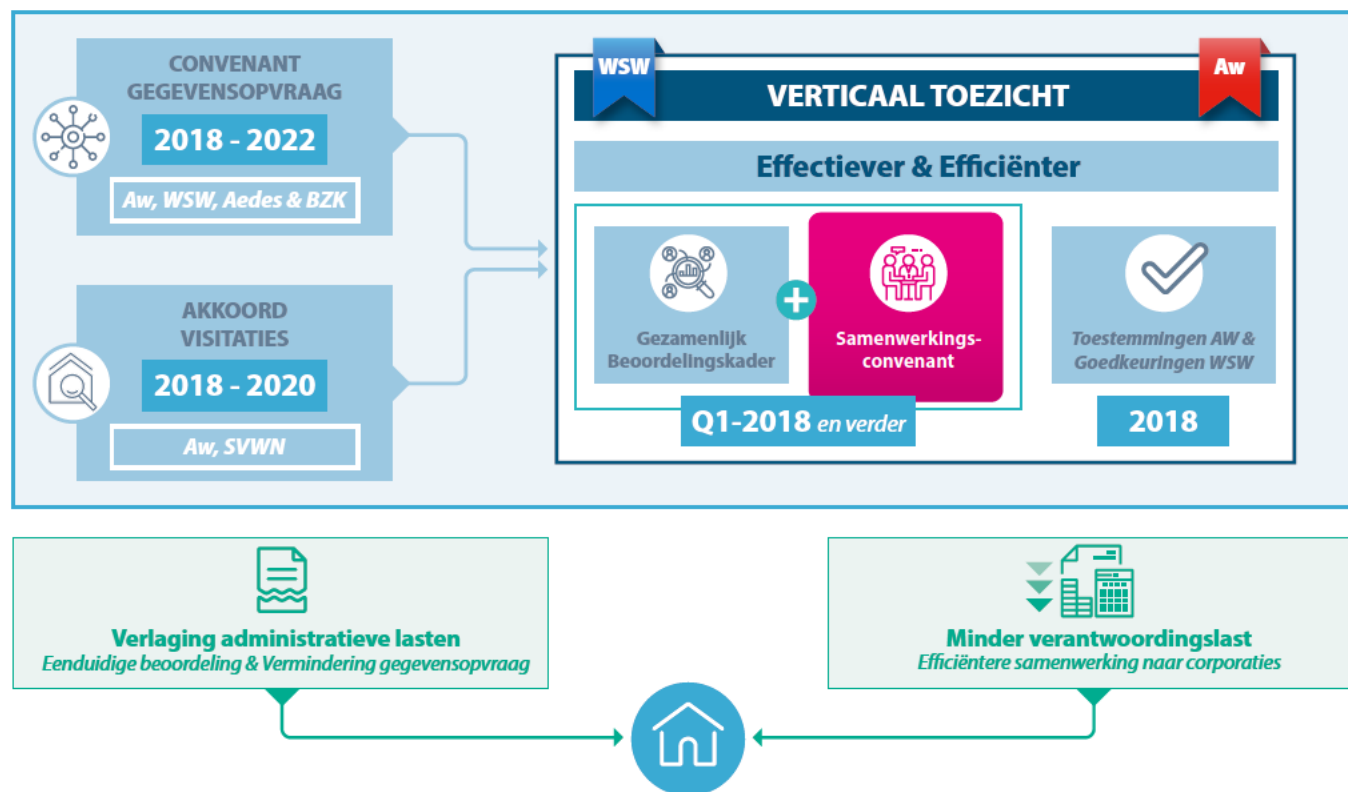 CONVENANT
GEGEVENSOPVRAAG
2018 - 2022
Aw, WSW, Aedes & BZK
AKKOORD
VISITATIES
2018 - 2020
Aw, SVWN
WSW
Aw
VERTICAAL TOEZICHT
Effectiever & Efficiënter
Gezamenlijk
Beoordelingskader
Samenwerkings-
convenant
Q1-2018 en verder
Toestemmingen AW &
Goedkeuringen WSW
2018
Verlaging administratieve lasten
Eenduidige beoordeling & Vermindering gegevensopvraag
Minder verantwoordingslast
Efficiëntere samenwerking naar corporaties